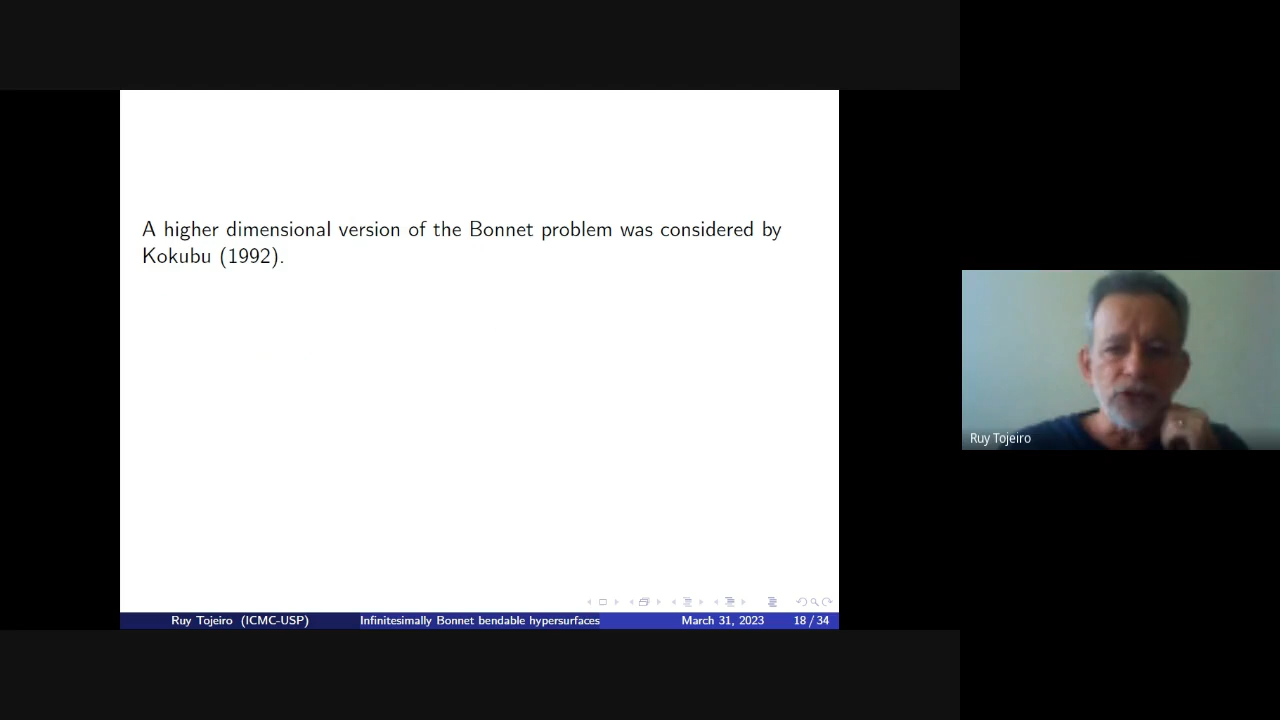 A higher dimensional version of the Bonnet problem was considered by
Kokubu (1992).
Ruy Tojeiro
Ruy Tojeiro (ICMC-USP) Infinitesimally Bonnet bendable hypersurfaces March 31, 2023 18 / 34